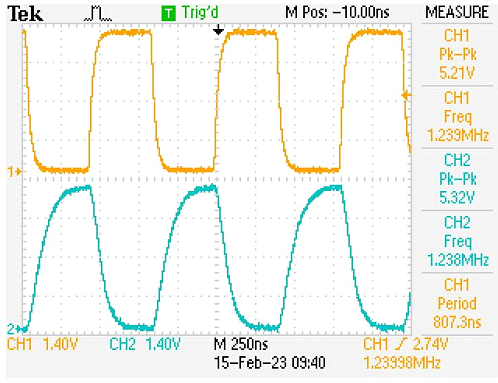 Tek T Trig'd M Pos: -10.00ns MEASURE
CH1
Pk-Pk
5.21V
CH1
Freq
1.239MHz
CH2
Pk-Pk
5.32V
CH2
Freq
1.238MHz
CH1
Period
807.3ns
1
2
CH1 1.40V CH2 1.40V M 250ns CH1 / 2.74V
15-Feb-23 09:40 1.23998MHz